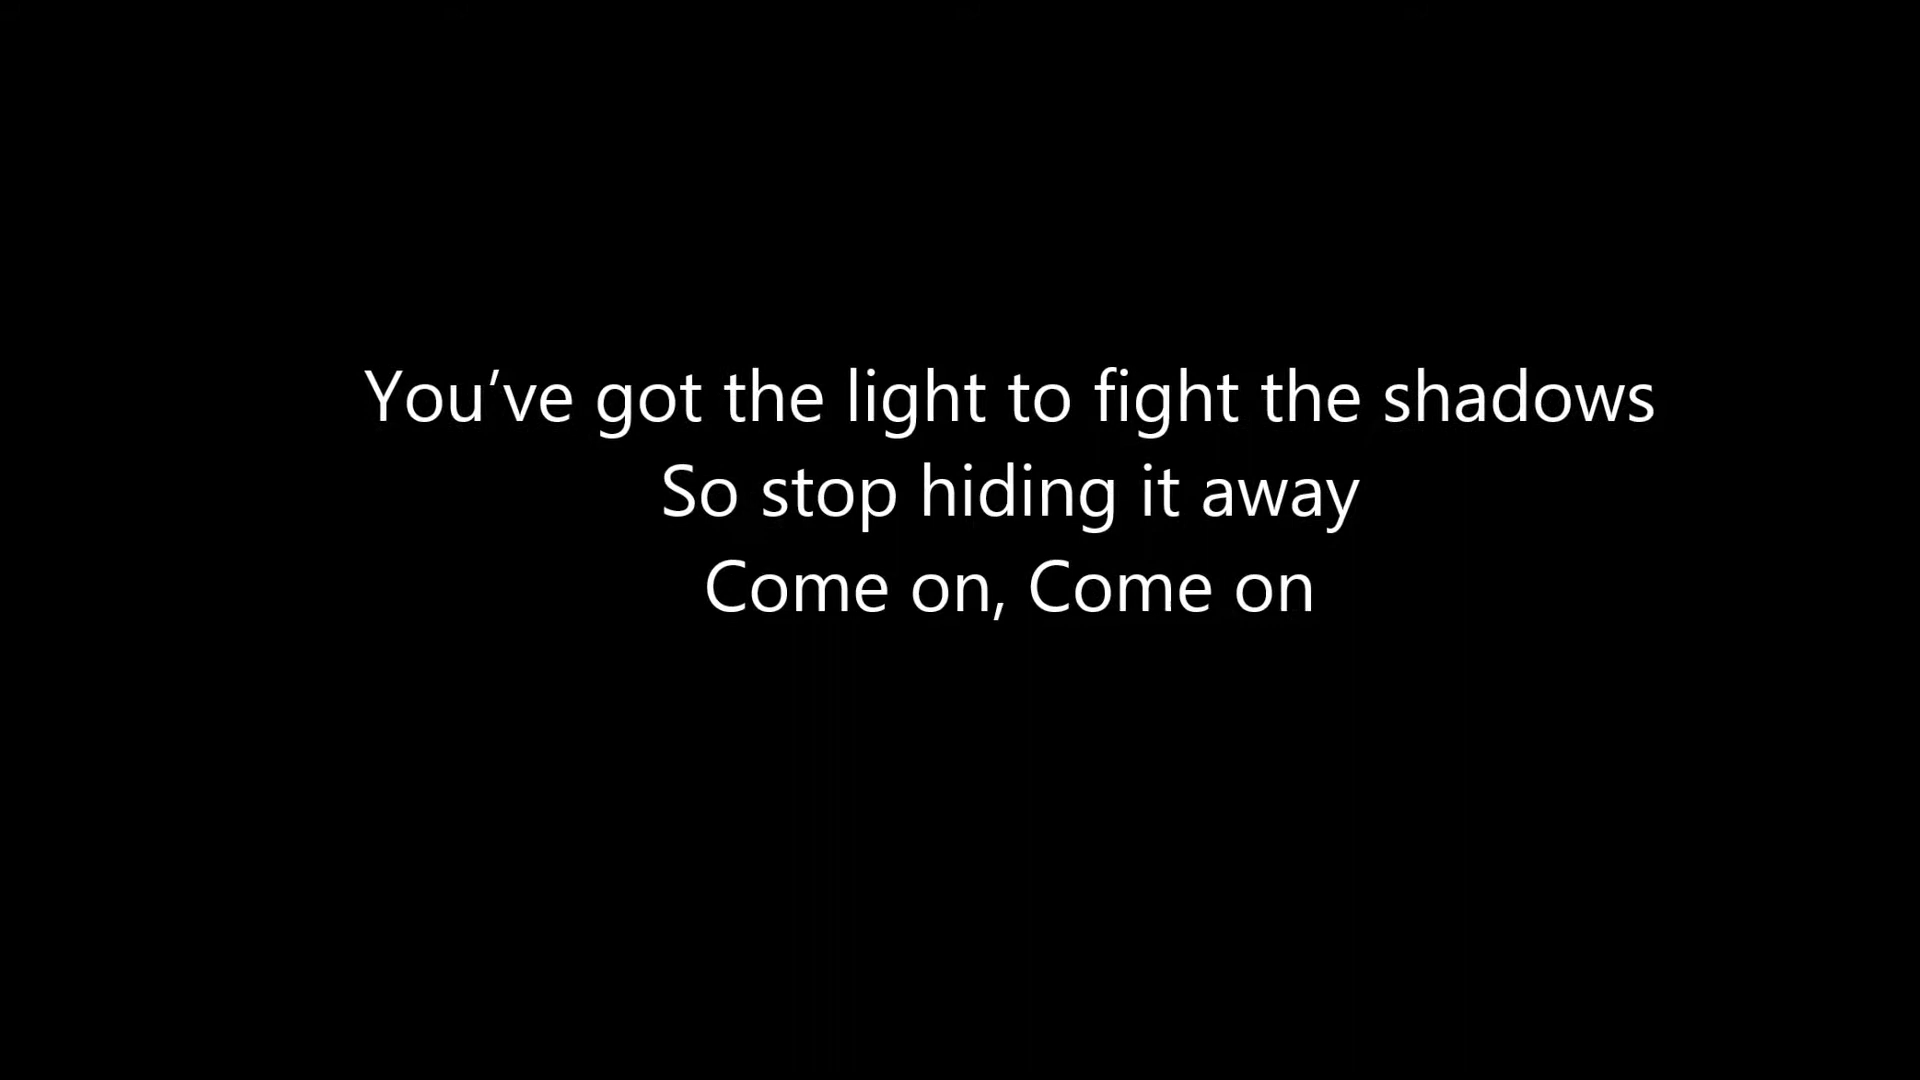 You’ve got the light to fight the shadows
So stop hiding it away
Come on, Come on